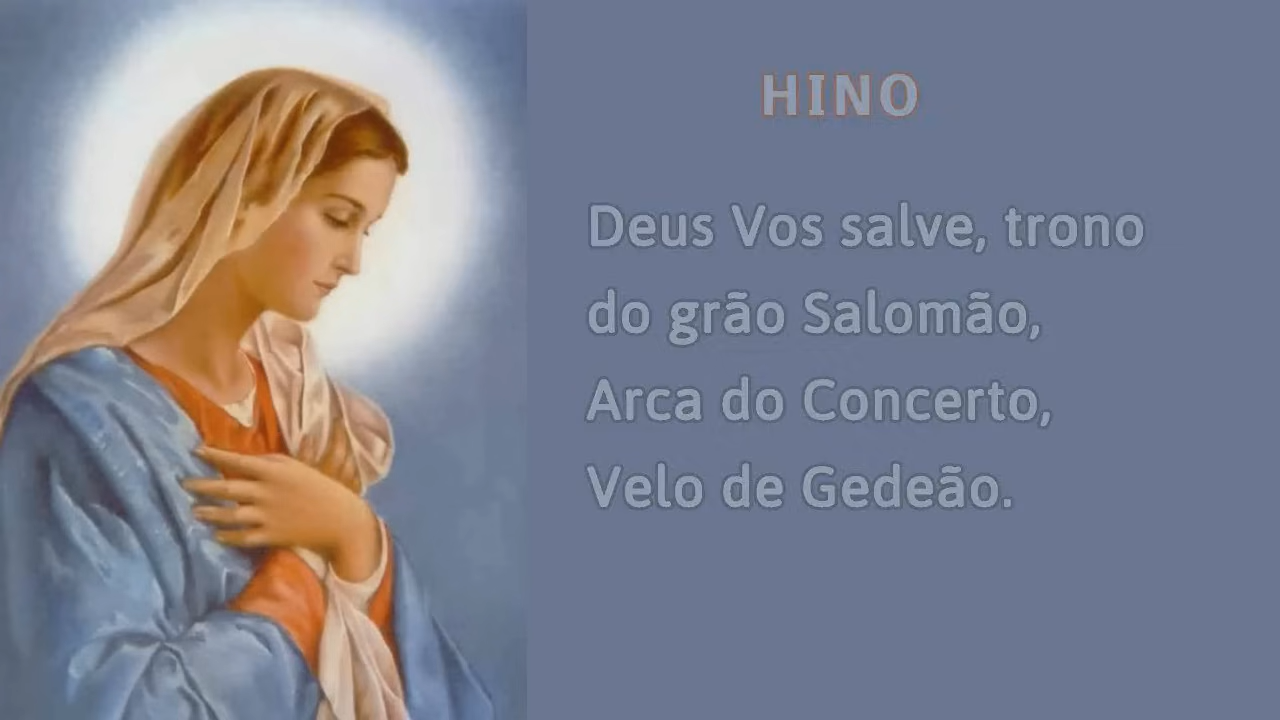 HINO
Deus Vos salve, trono
do grão Salomão,
Arca do Concerto,
Velo de Gedeão.